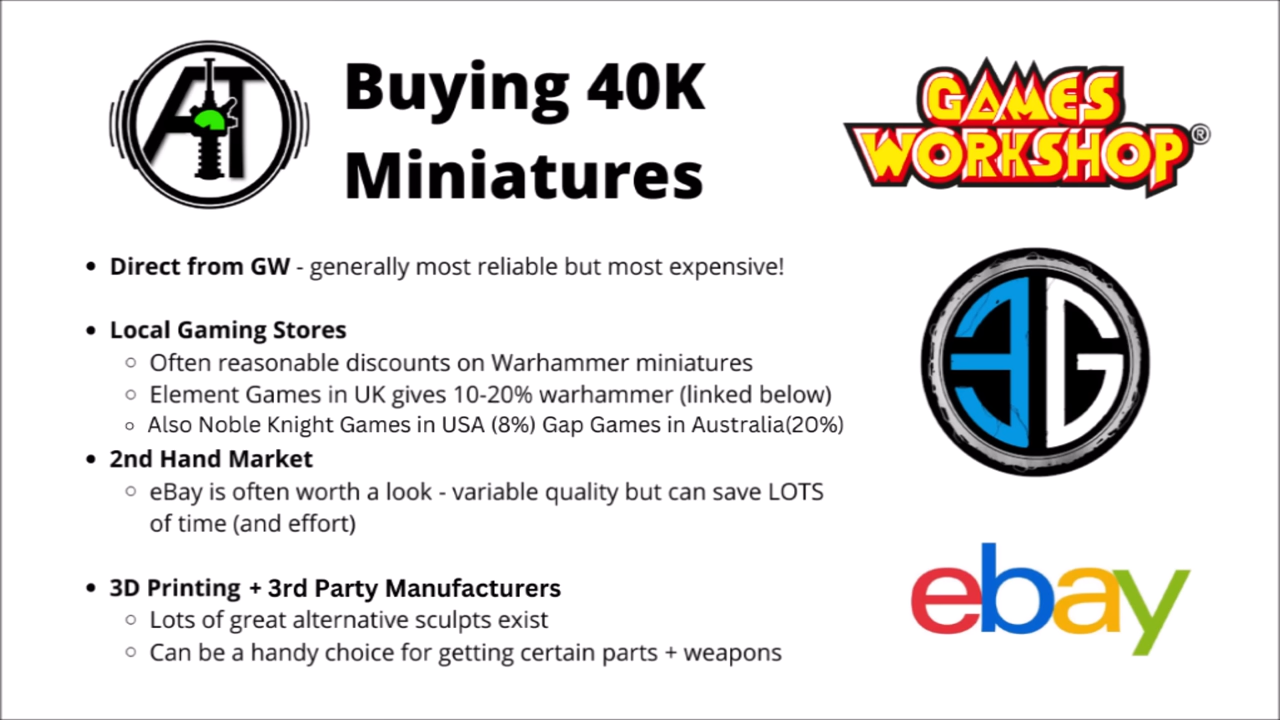 AT
Buying 40K
Miniatures
GAMES
WORKSHOP®
• Direct from GW - generally most reliable but most expensive!
• Local Gaming Stores
○ Often reasonable discounts on Warhammer miniatures
○ Element Games in UK gives 10-20% warhammer (linked below)
○ Also Noble Knight Games in USA (8%) Gap Games in Australia(20%)
• 2nd Hand Market
○ eBay is often worth a look - variable quality but can save LOTS
of time (and effort)
• 3D Printing + 3rd Party Manufacturers
○ Lots of great alternative sculpts exist
○ Can be a handy choice for getting certain parts + weapons
EG
ebay